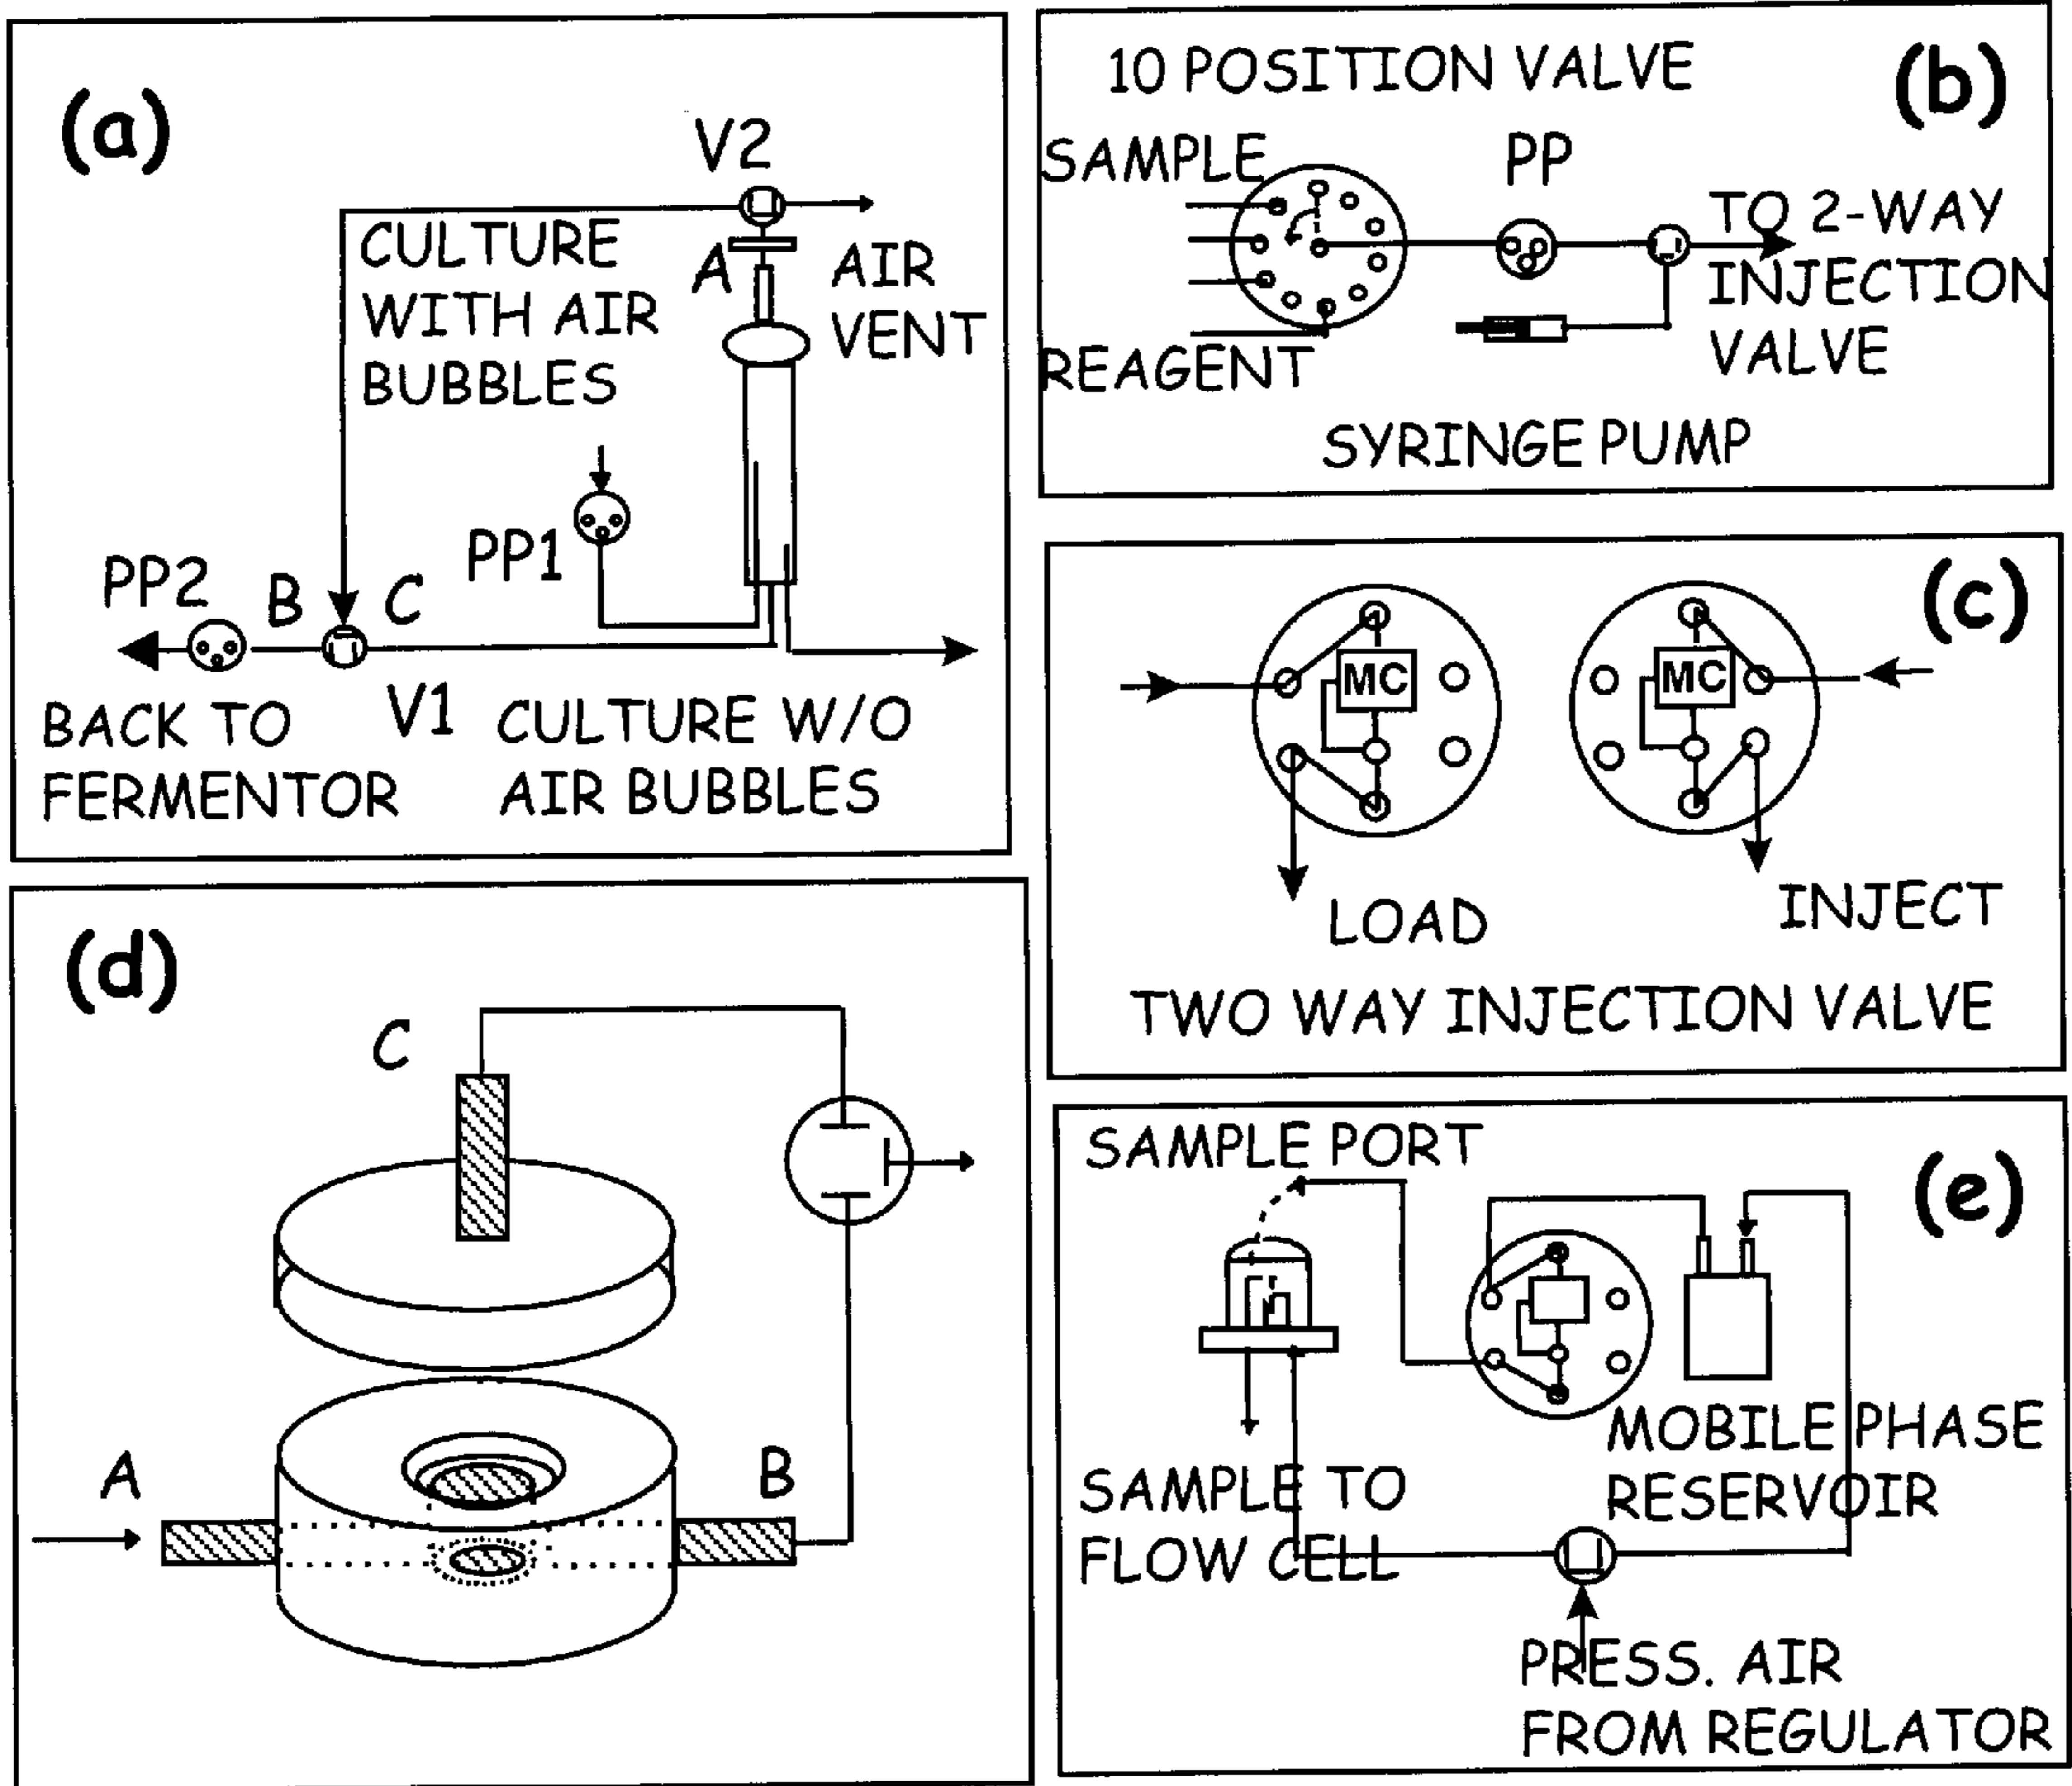 (a)
V2
CULTURE
WITH AIR
BUBBLES
A
AIR
VENT
PP1
PP2
B
C
V1
BACK TO
FERMENTOR
CULTURE W/O
AIR BUBBLES
(b)
10 POSITION VALVE
SAMPLE
PP
TO 2-WAY
INJECTION
VALVE
REAGENT
SYRINGE PUMP
(c)
MC
MC
LOAD
INJECT
TWO WAY INJECTION VALVE
(d)
C
A
B
(e)
SAMPLE PORT
MOBILE PHASE
RESERVOIR
SAMPLE TO
FLOW CELL
PRESS. AIR
FROM REGULATOR